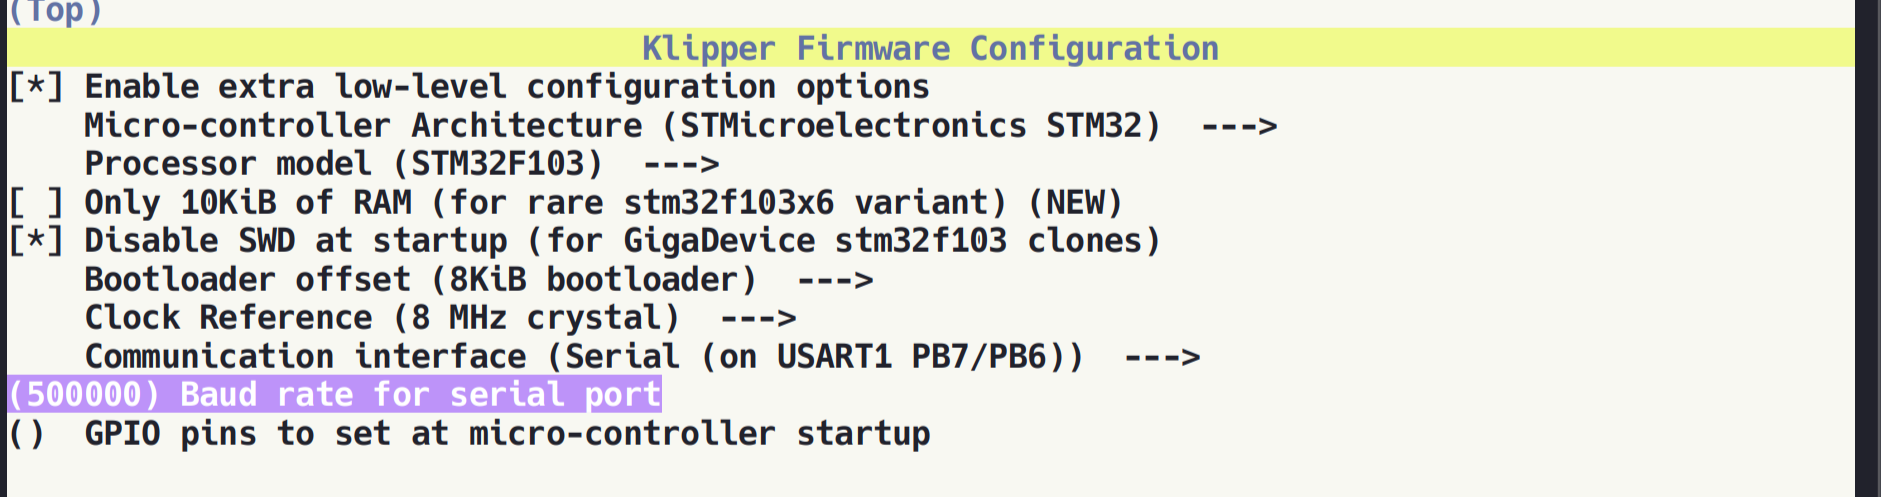 (Top)
Klipper Firmware Configuration
[*] Enable extra low-level configuration options
Micro-controller Architecture (STMicroelectronics STM32) --->
Processor model (STM32F103) --->
[ ] Only 10KiB of RAM (for rare stm32f103x6 variant) (NEW)
[*] Disable SWD at startup (for GigaDevice stm32f103 clones)
Bootloader offset (8KiB bootloader) --->
Clock Reference (8 MHz crystal) --->
Communication interface (Serial (on USART1 PB7/PB6)) --->
(500000) Baud rate for serial port
() GPIO pins to set at micro-controller startup